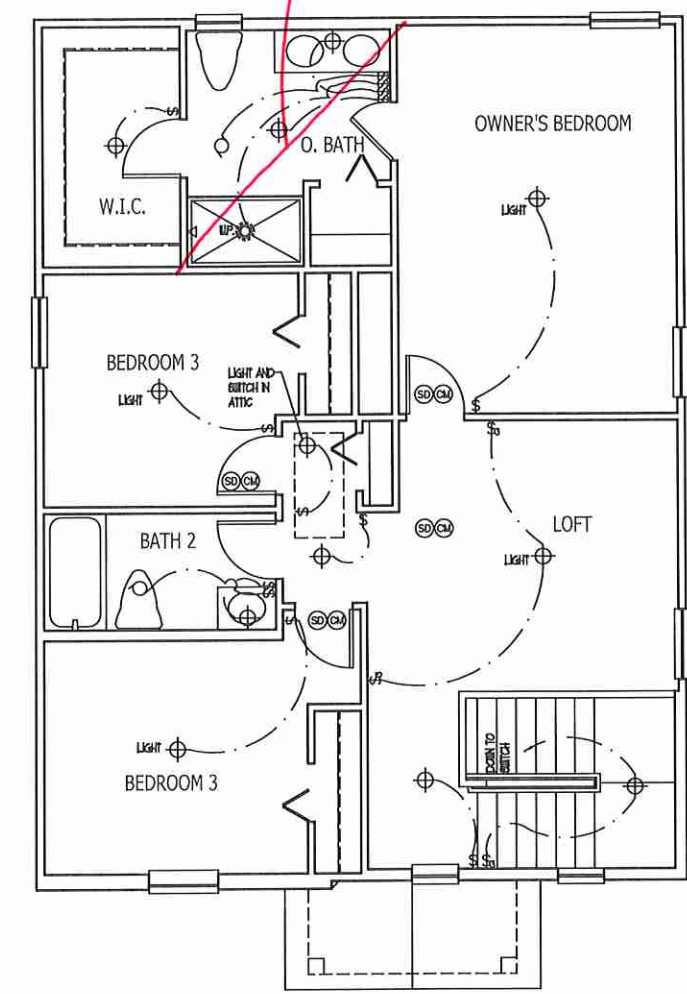 OWNER'S BEDROOM
O. BATH
W.I.C.
W.P.
LIGHT
BEDROOM 3
LIGHT
LIGHT AND
SWITCH IN
ATTIC
SD CM
SD CM
SD CM
LOFT
LIGHT
BATH 2
SD CM
LIGHT
BEDROOM 3
DOWN TO
SWITCH
$
$
$
$
$
$
$
$
$
$
$